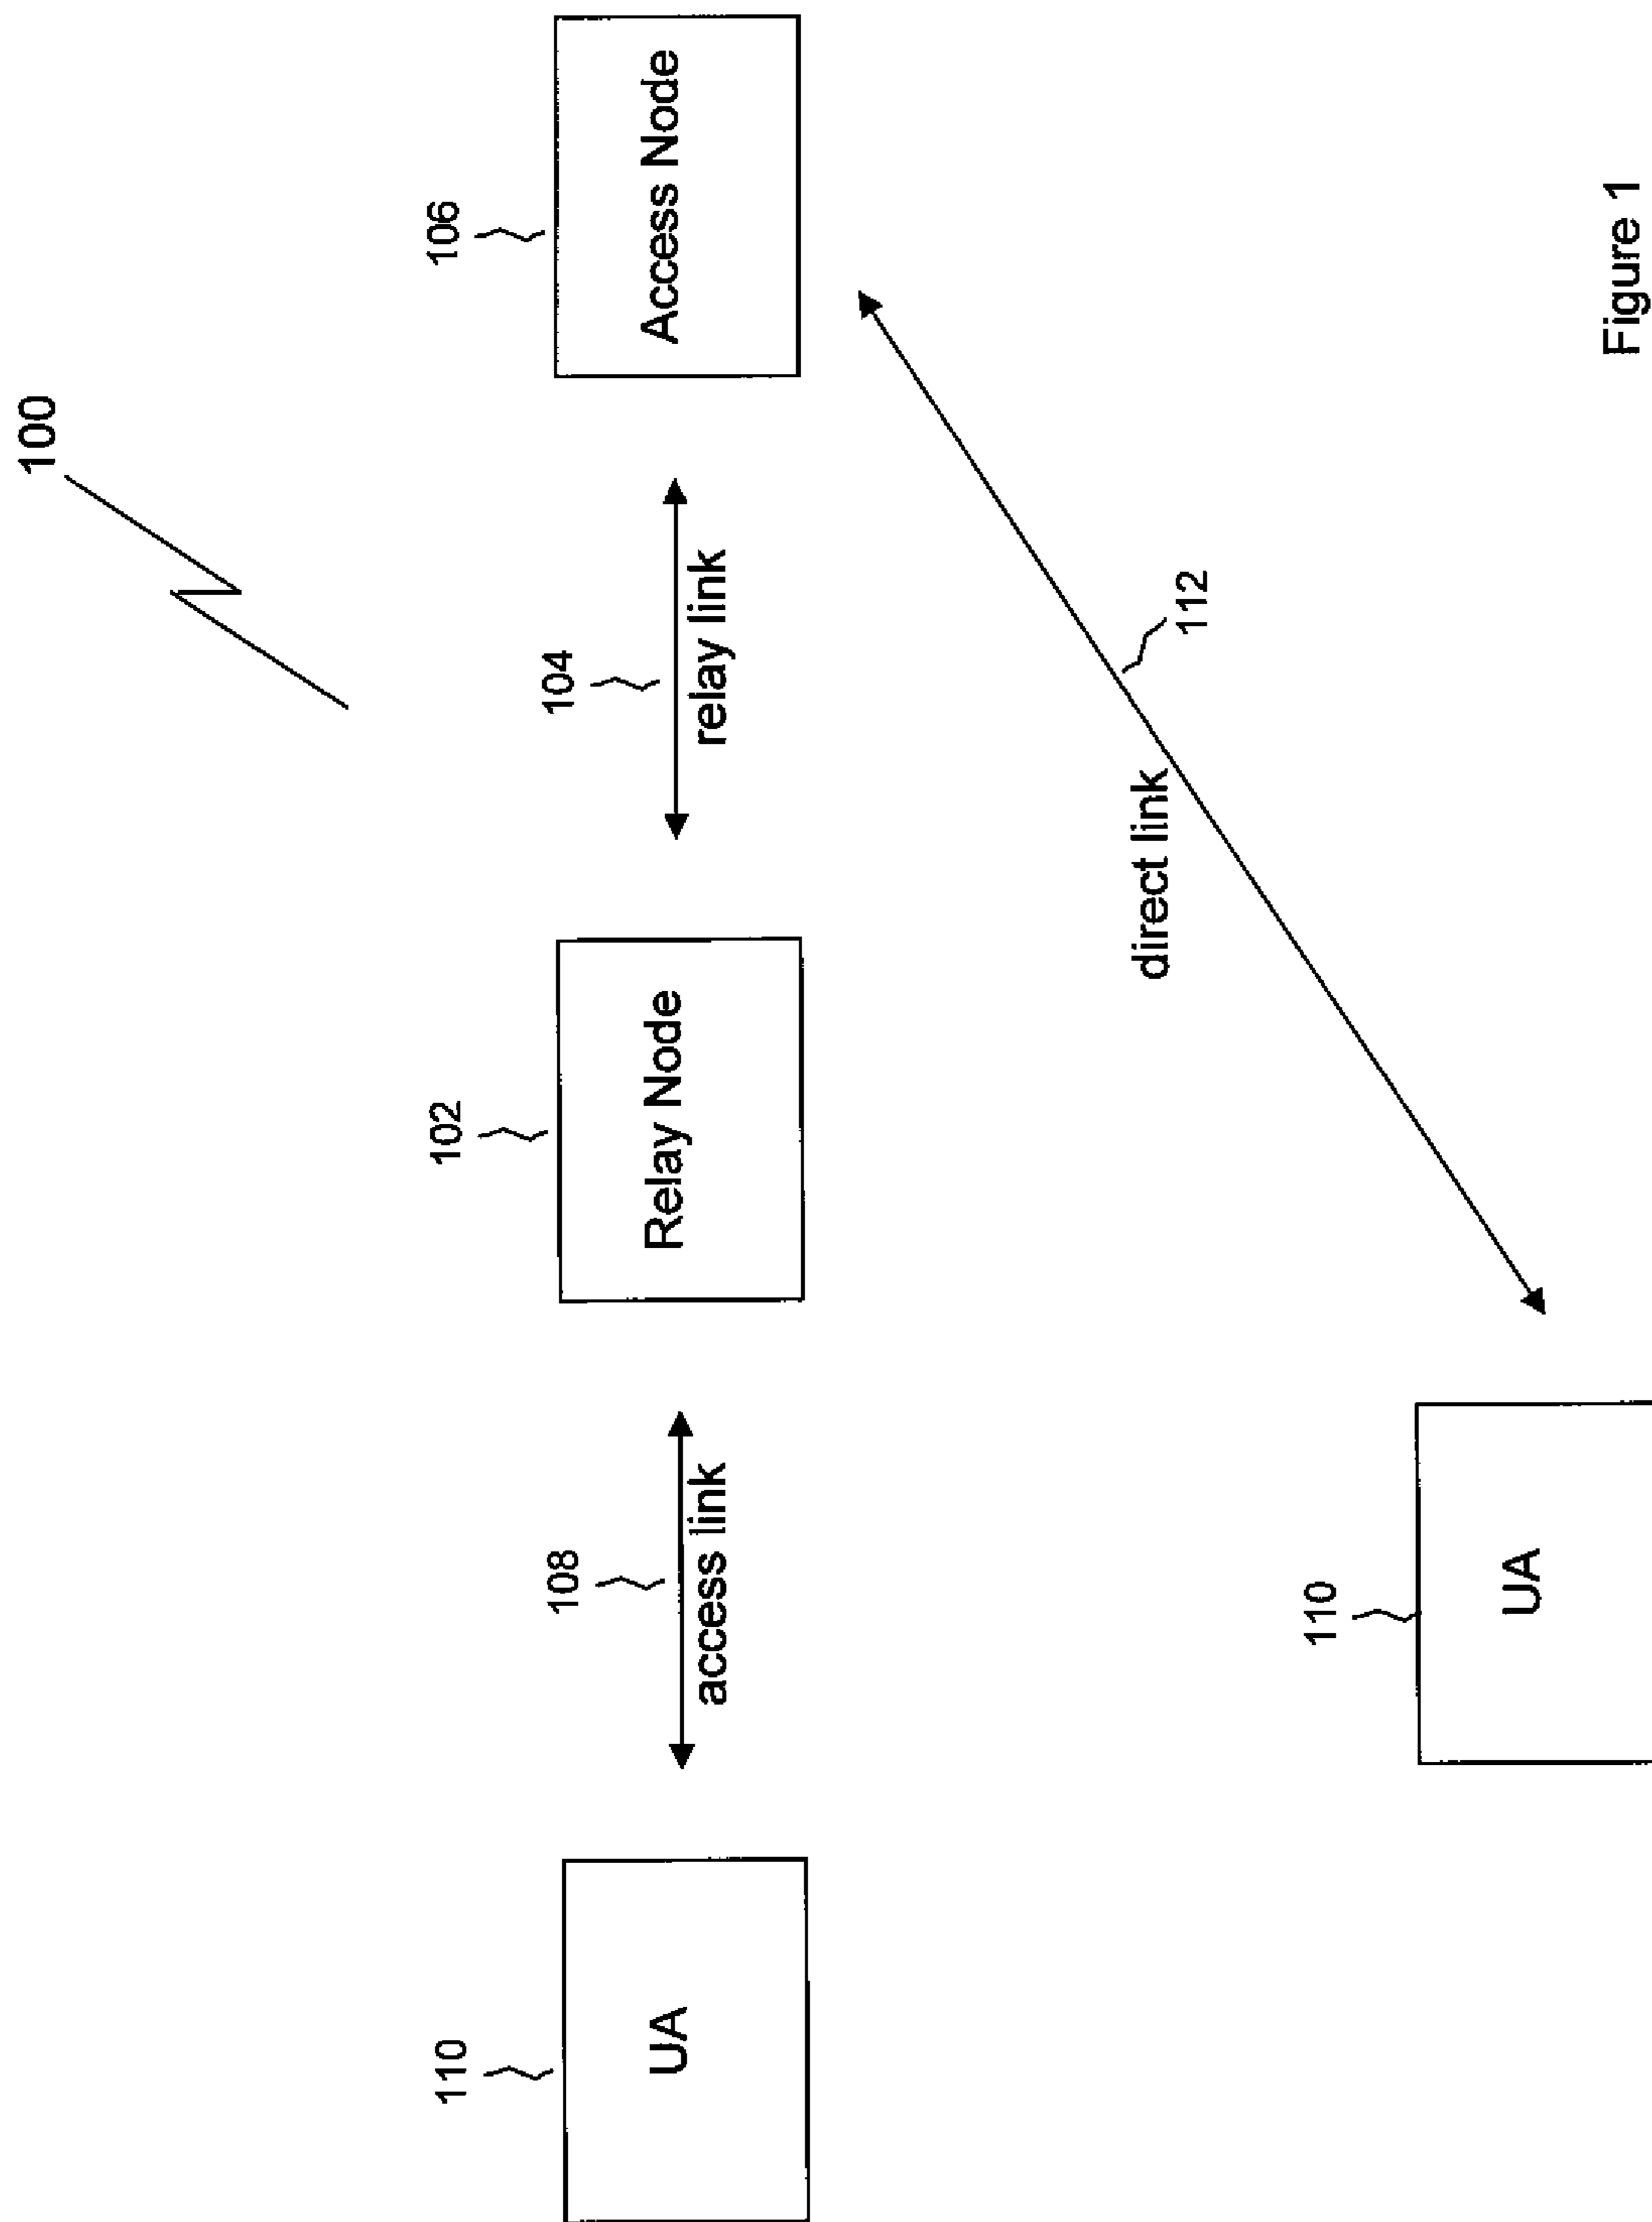 100
110
UA
108
access link
102
Relay Node
104
relay link
106
Access Node
110
UA
direct link
112
Figure 1